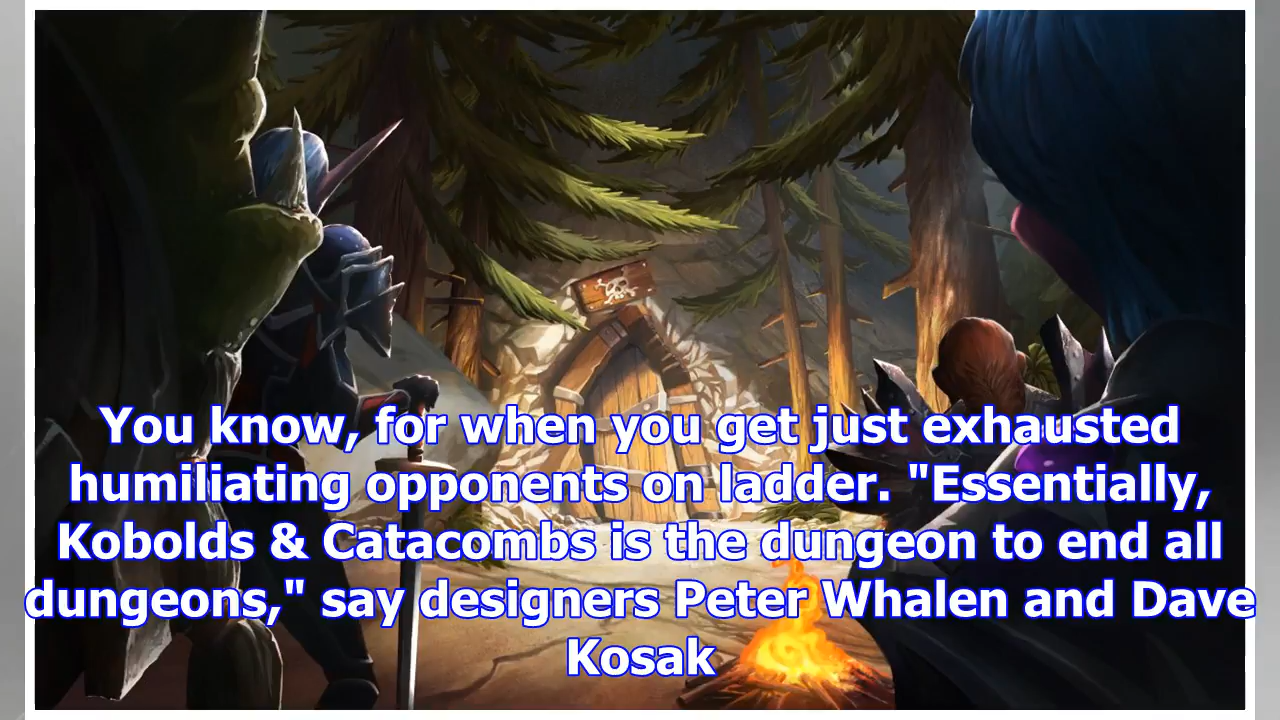 You know, for when you get just exhausted
humiliating opponents on ladder. "Essentially,
Kobolds & Catacombs is the dungeon to end all
dungeons," say designers Peter Whalen and Dave
Kosak